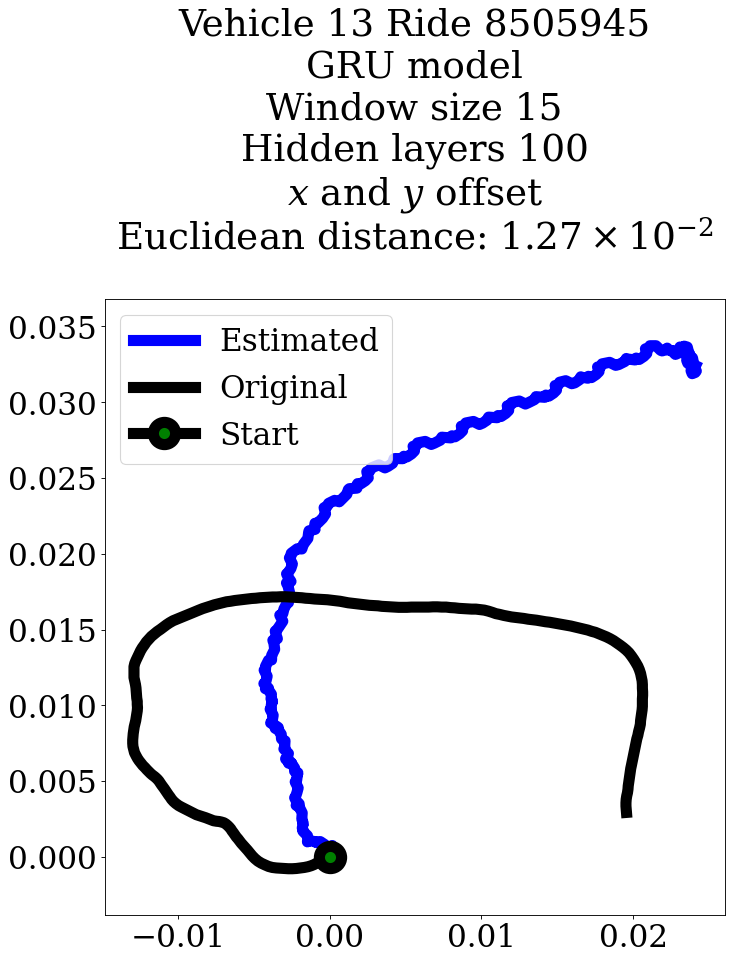 Vehicle 13 Ride 8505945
GRU model
Window size 15
Hidden layers 100
x and y offset
Euclidean distance: 1.27 × 10⁻²
Estimated
Original
Start
0.035
0.030
0.025
0.020
0.015
0.010
0.005
0.000
−0.01 0.00 0.01 0.02